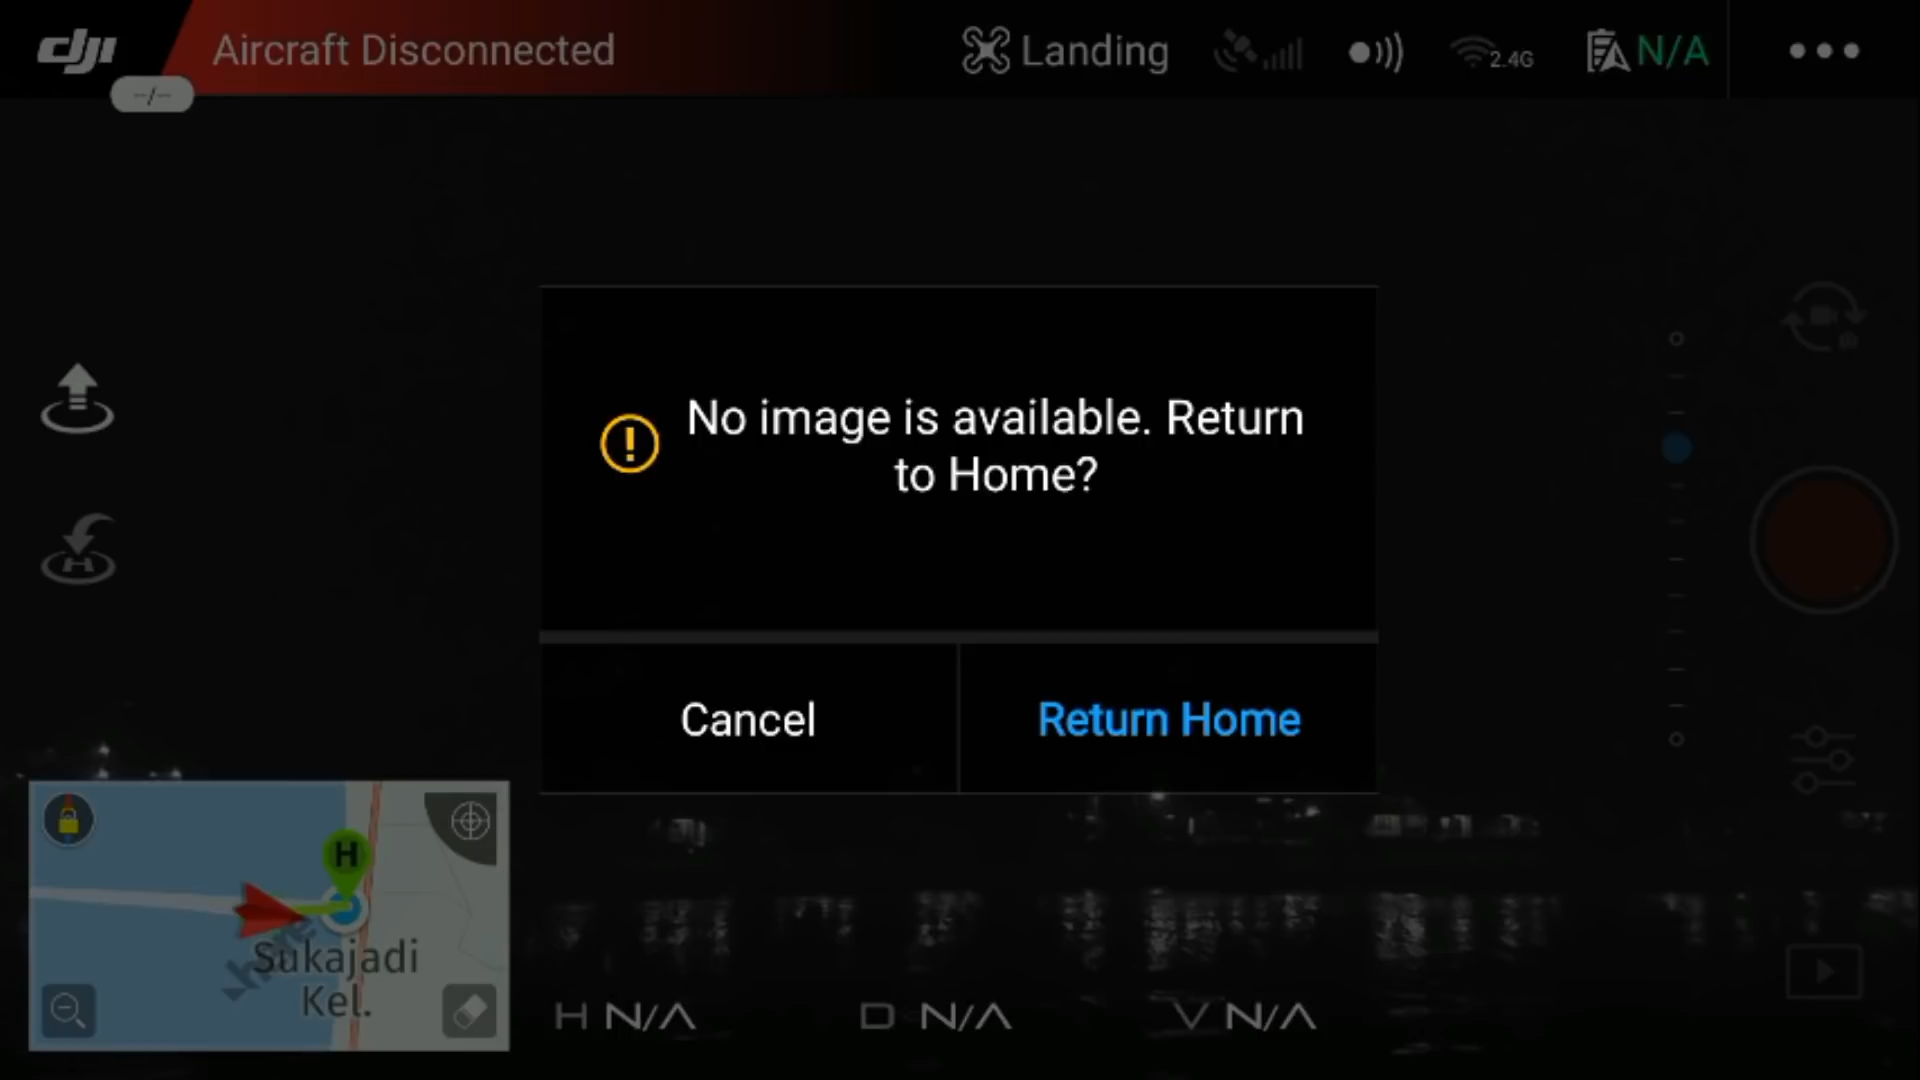 dji
Aircraft Disconnected
--/--
Landing
2.4G
N/A
No image is available. Return
to Home?
Cancel
Return Home
H
Sukajadi
Kel.
H N/A
D N/A
V N/A